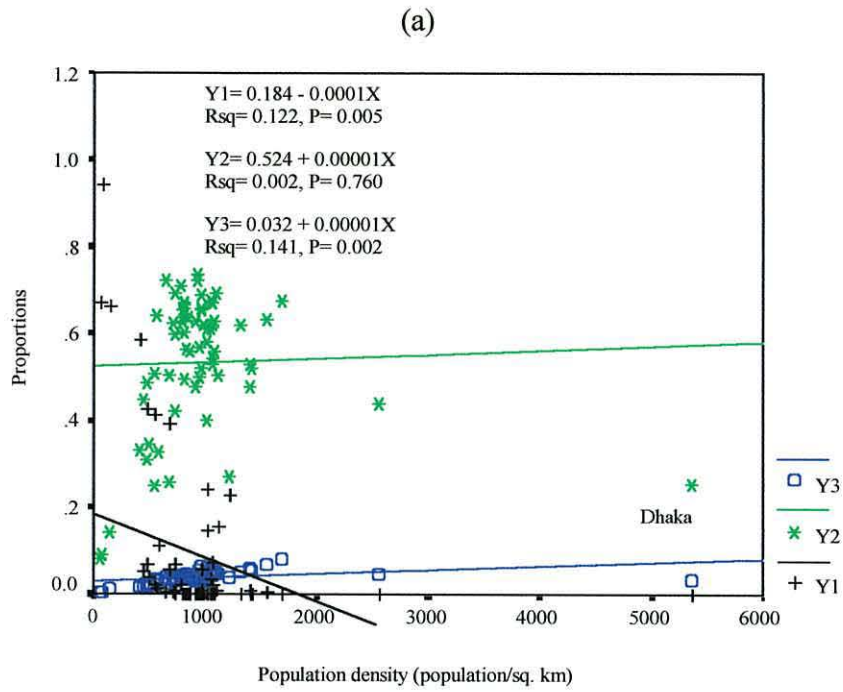 (a)
1.2
Y1= 0.184 - 0.0001X
Rsq= 0.122, P= 0.005
1.0
Y2= 0.524 + 0.00001X
Rsq= 0.002, P= 0.760
Y3= 0.032 + 0.00001X
Rsq= 0.141, P= 0.002
.8
.6
Proportions
.4
.2
0.0
Dhaka
Y3
Y2
Y1
0 1000 2000 3000 4000 5000 6000
Population density (population/sq. km)